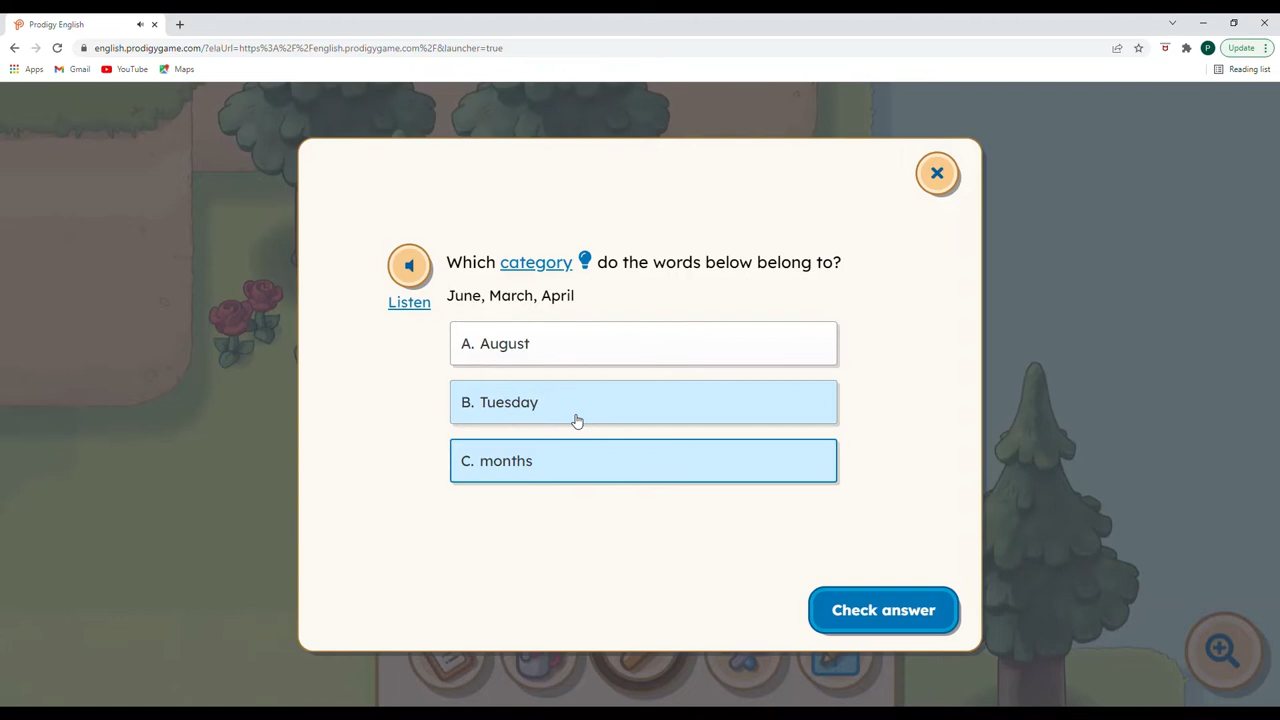 Prodigy English
english.prodigygame.com/?elaUrl=https%3A%2F%2Fenglish.prodigygame.com%2F&launcher=true
P
Update
Apps
Gmail
YouTube
Maps
Reading list
Which category do the words below belong to?
Listen
June, March, April
A. August
B. Tuesday
C. months
Check answer